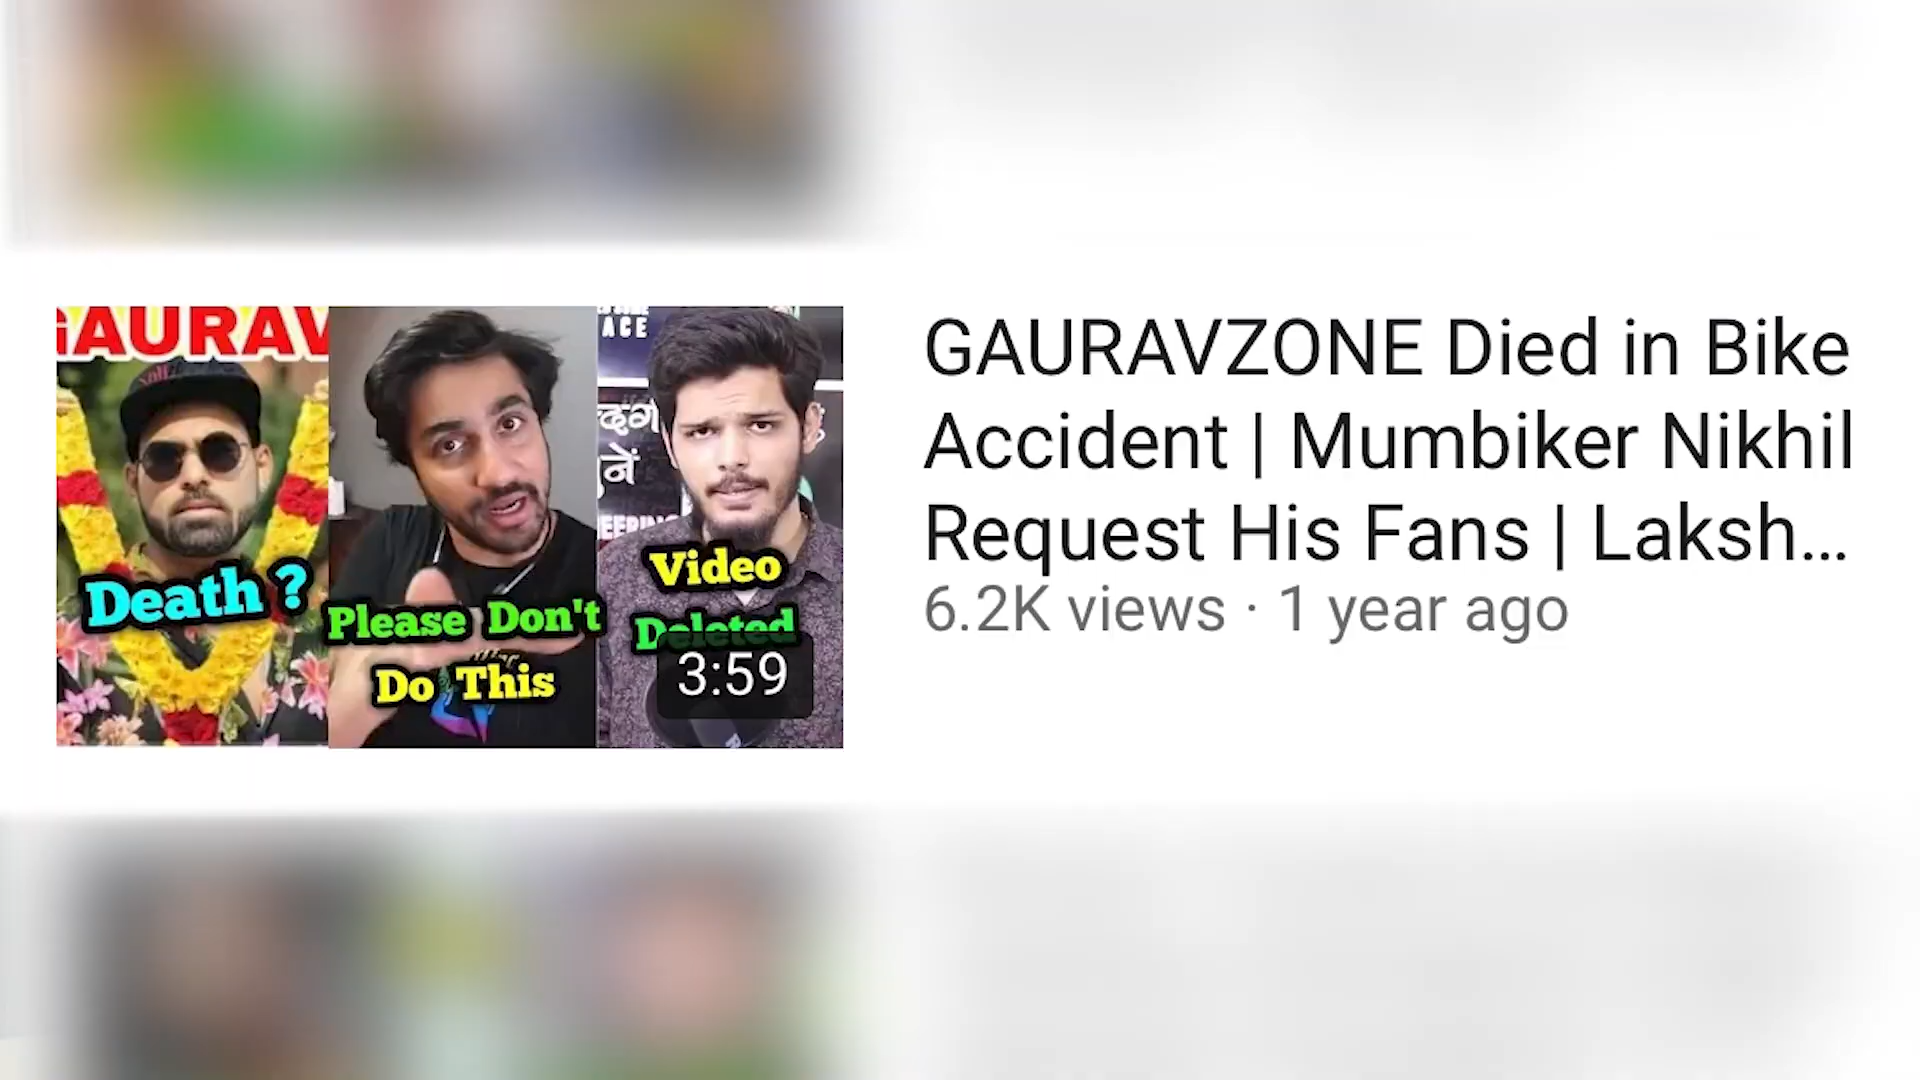 GAURAV
Death ?
Please Don't
Do This
ACE
Video
Deleted
3:59
GAURAVZONE Died in Bike
Accident | Mumbiker Nikhil
Request His Fans | Laksh...
6.2K views · 1 year ago